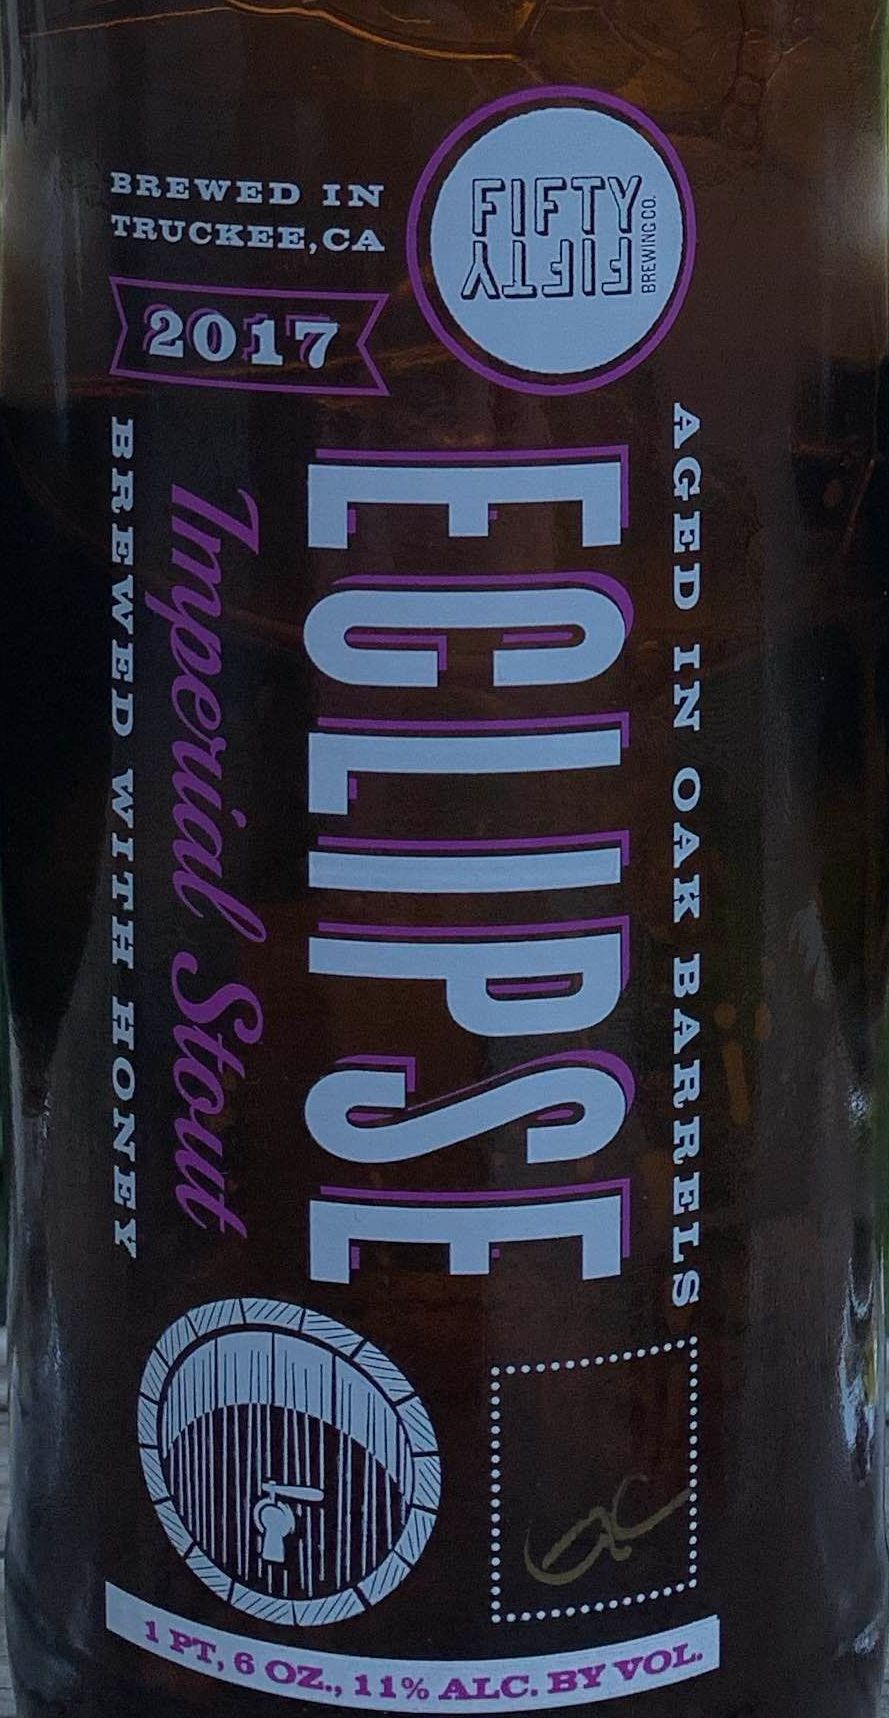 BREWED IN
TRUCKEE, CA
2017
FIFTY
FIFTY
BREWING CO.
AGED IN OAK BARRELS
ECLIPSE
Imperial Stout
BREWED WITH HONEY
1 PT, 6 OZ., 11% ALC. BY VOL.